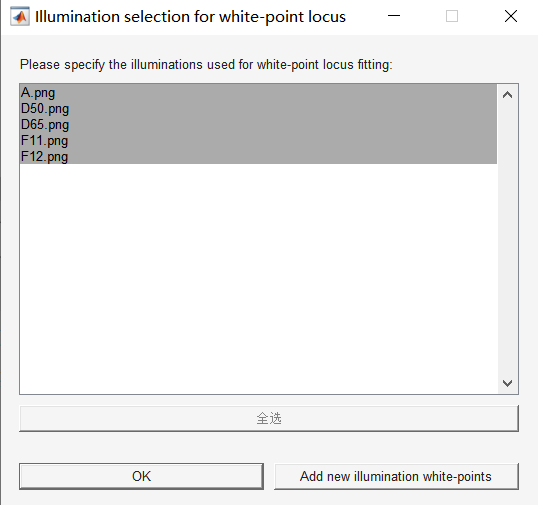 Illumination selection for white-point locus
Please specify the illuminations used for white-point locus fitting:
A.png
D50.png
D65.png
F11.png
F12.png
全选
OK
Add new illumination white-points